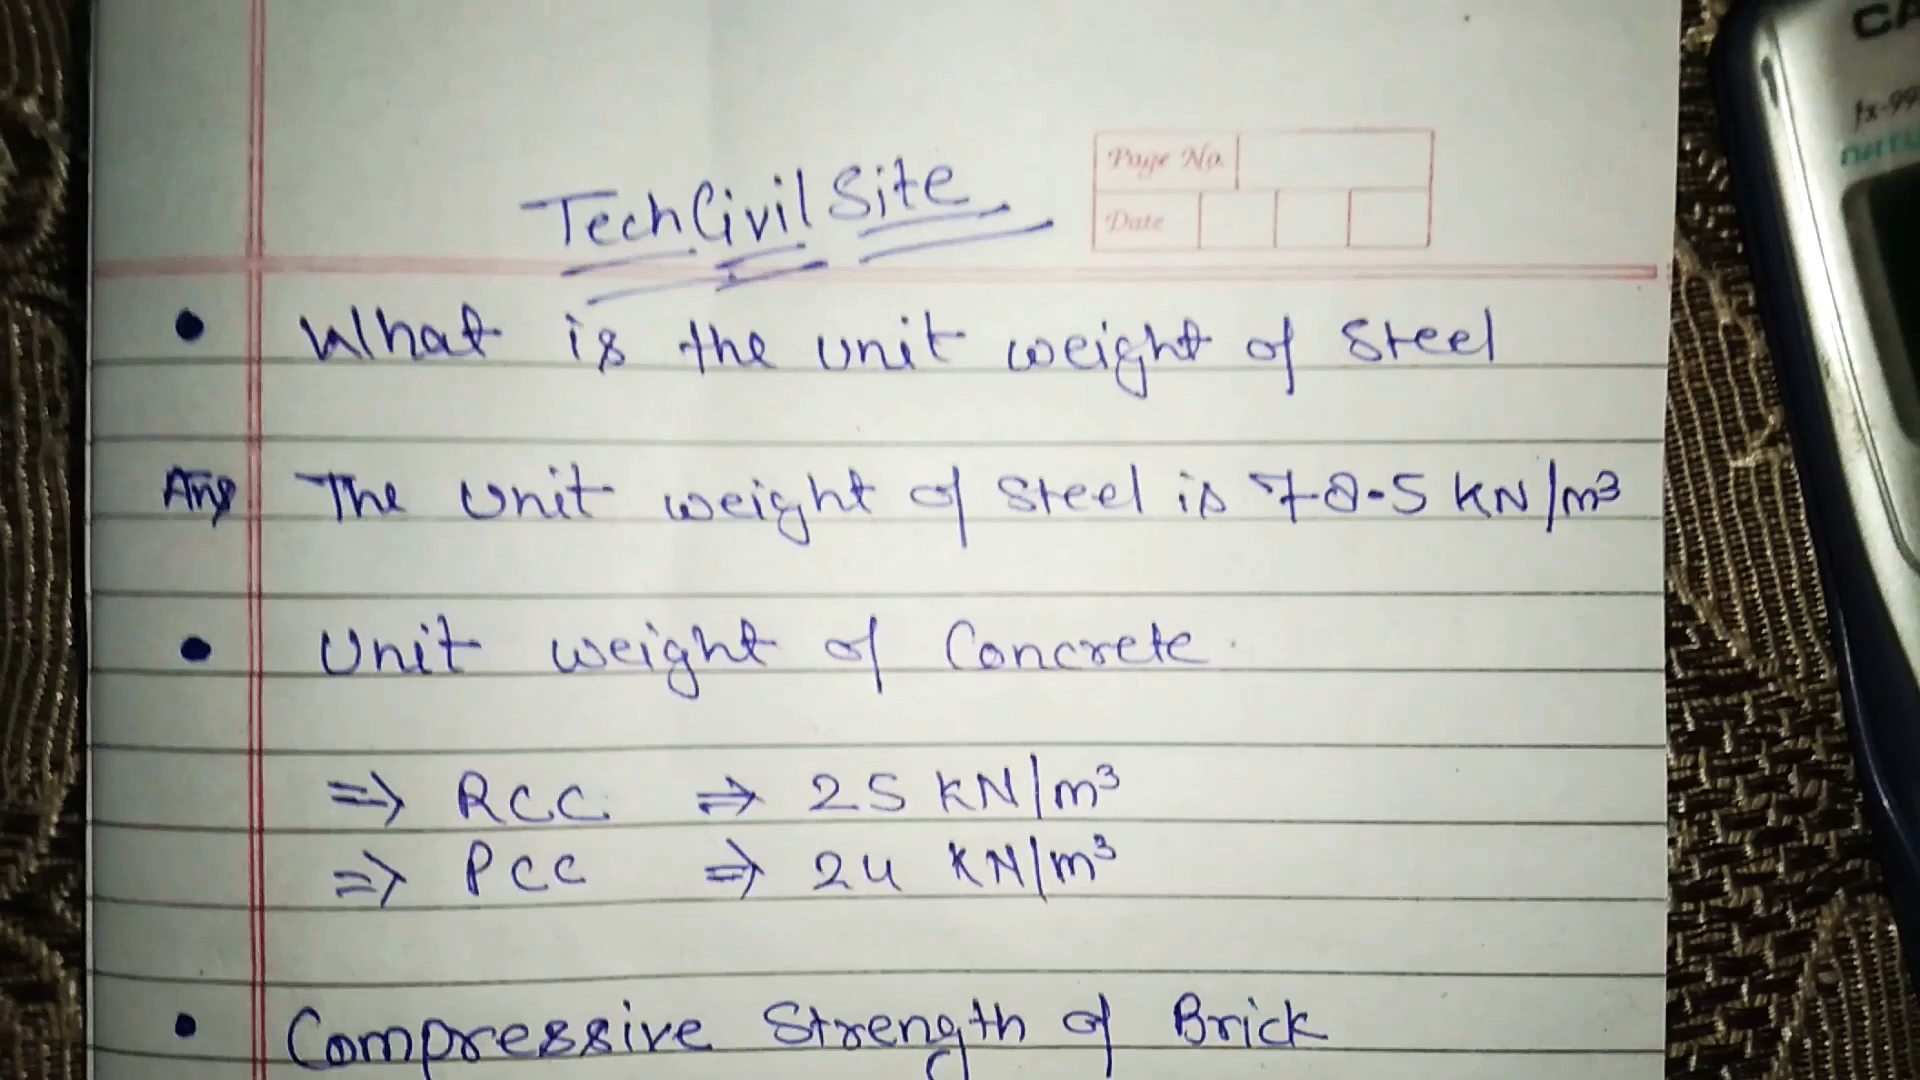 TechCivil Site
Page No.
Date
• What is the unit weight of Steel
Ans The Unit weight of Steel is 78.5 KN/m³
• Unit weight of Concrete.
=> RCC => 25 KN/m³
=> PCC => 24 KN/m³
• Compressive Strength of Brick